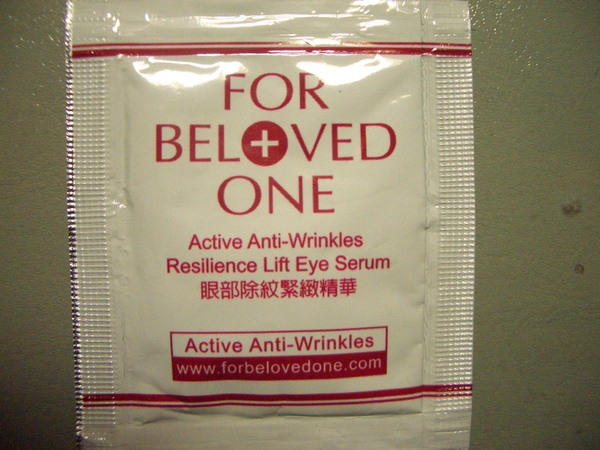 FOR
BELOVED
ONE
Active Anti-Wrinkles
Resilience Lift Eye Serum
眼部除紋緊緻精華
Active Anti-Wrinkles
www.forbelovedone.com